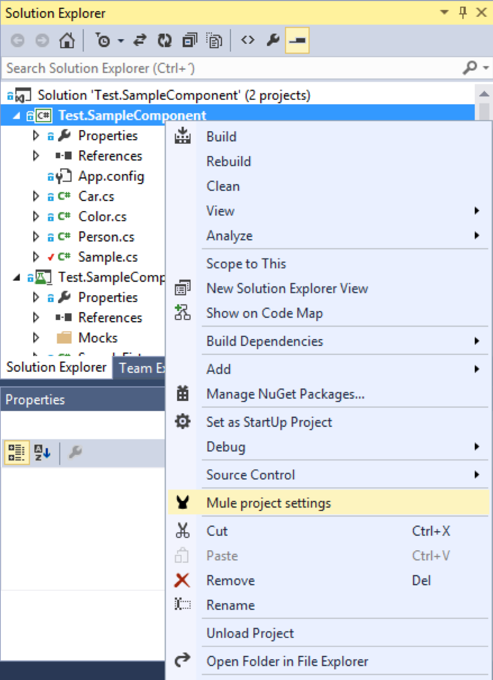 Solution Explorer
Search Solution Explorer (Ctrl+´)
Solution 'Test.SampleComponent' (2 projects)
C# Test.SampleComponent
Properties
References
App.config
C# Car.cs
C# Color.cs
C# Person.cs
C# Sample.cs
Test.SampleComp
Properties
References
Mocks
Solution Explorer Team Ex
Properties
A Z
Build
Rebuild
Clean
View
Analyze
Scope to This
New Solution Explorer View
Show on Code Map
Build Dependencies
Add
Manage NuGet Packages...
Set as StartUp Project
Debug
Source Control
Mule project settings
Cut Ctrl+X
Paste Ctrl+V
Remove Del
Rename
Unload Project
Open Folder in File Explorer